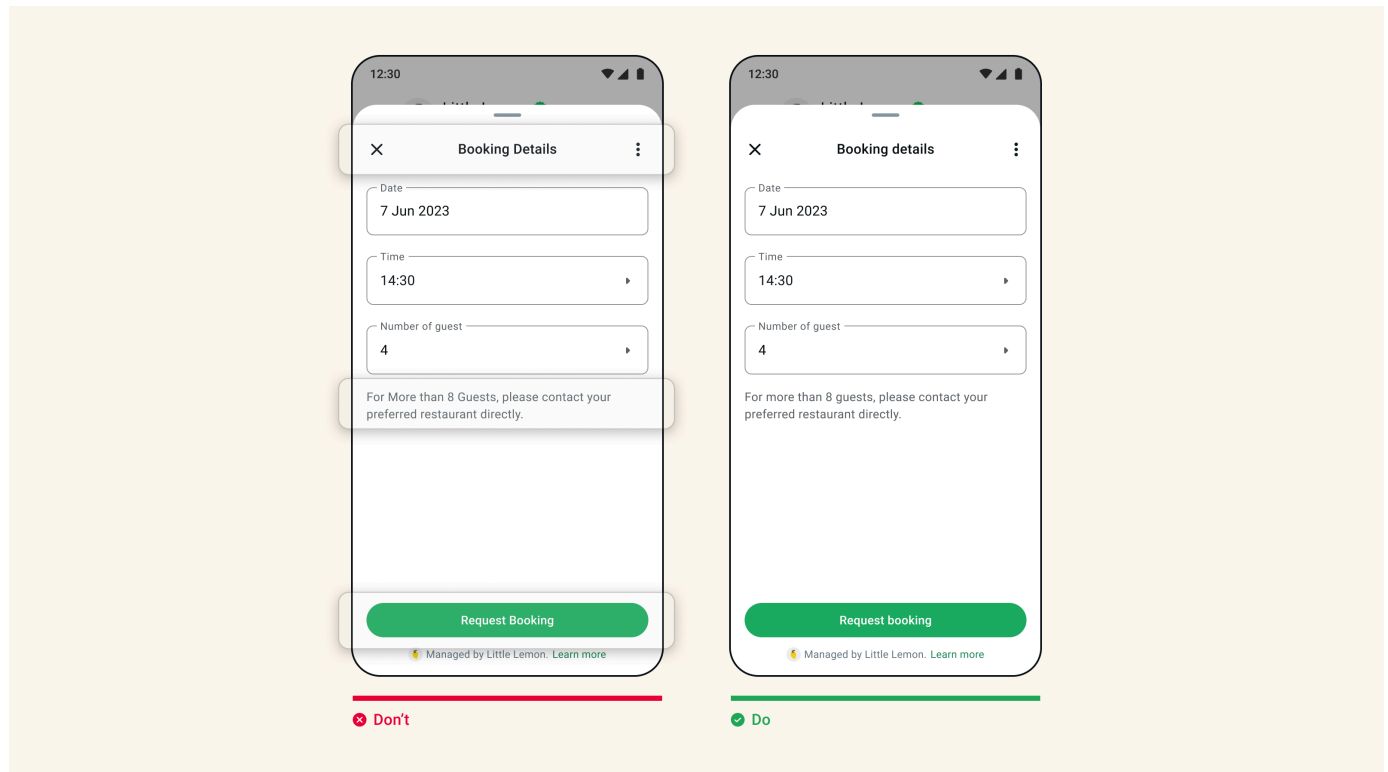 12:30
Booking Details
Date
7 Jun 2023
Time
14:30
Number of guest
4
For More than 8 Guests, please contact your
preferred restaurant directly.
Request Booking
Managed by Little Lemon. Learn more
Don't
12:30
Booking details
Date
7 Jun 2023
Time
14:30
Number of guest
4
For more than 8 guests, please contact your
preferred restaurant directly.
Request booking
Managed by Little Lemon. Learn more
Do